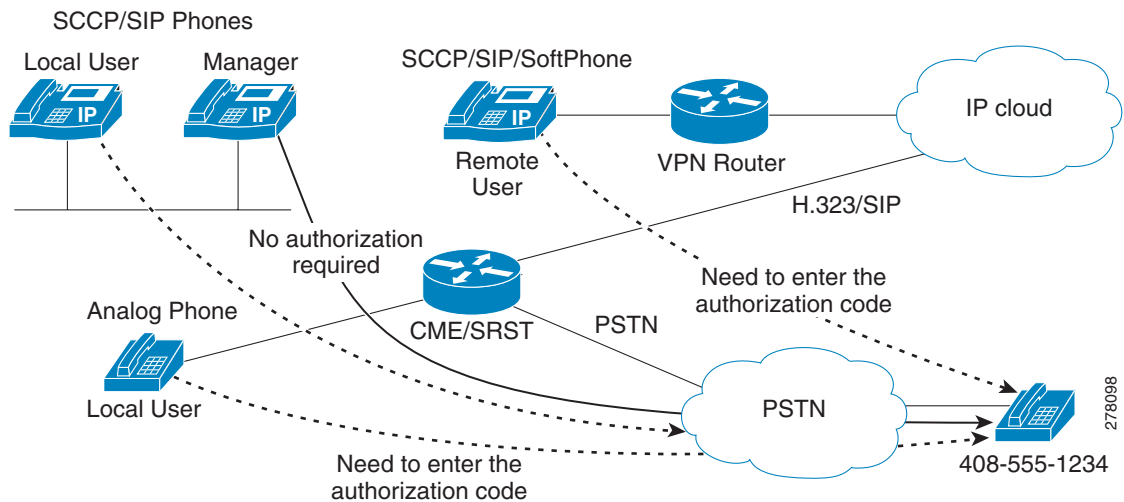 SCCP/SIP Phones
Local User
Manager
IP
IP
SCCP/SIP/SoftPhone
IP
Remote
User
VPN Router
IP cloud
H.323/SIP
No authorization
required
Need to enter the
authorization code
Analog Phone
Local User
CME/SRST
PSTN
PSTN
Need to enter the
authorization code
408-555-1234
278098